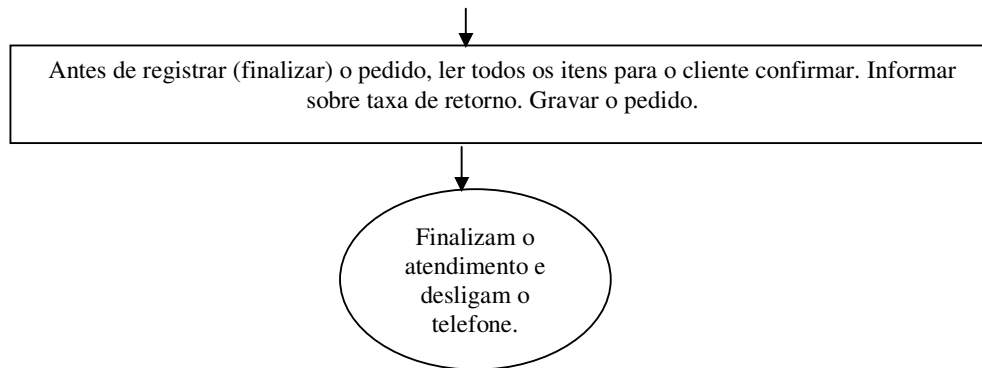 Antes de registrar (finalizar) o pedido, ler todos os itens para o cliente confirmar. Informar
sobre taxa de retorno. Gravar o pedido.
Finalizam o
atendimento e
desligam o
telefone.